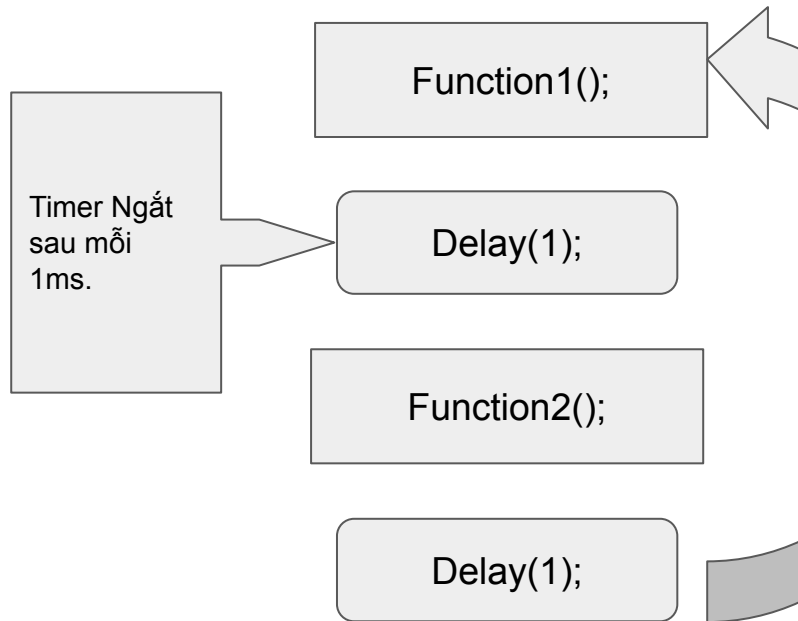 Function1();
Timer Ngắt
sau mỗi
1ms.
Delay(1);
Function2();
Delay(1);